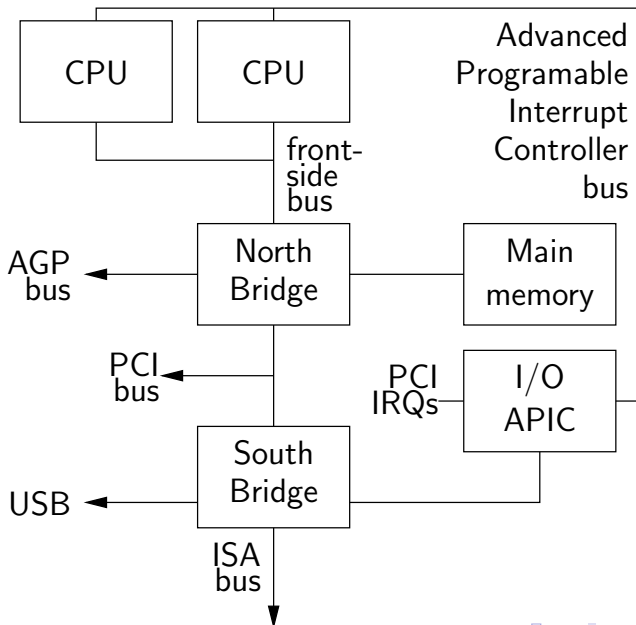 CPU
CPU
Advanced
Programable
Interrupt
Controller
bus
front-
side
bus
AGP
bus
North
Bridge
Main
memory
PCI
bus
PCI
IRQs
I/O
APIC
South
Bridge
USB
ISA
bus